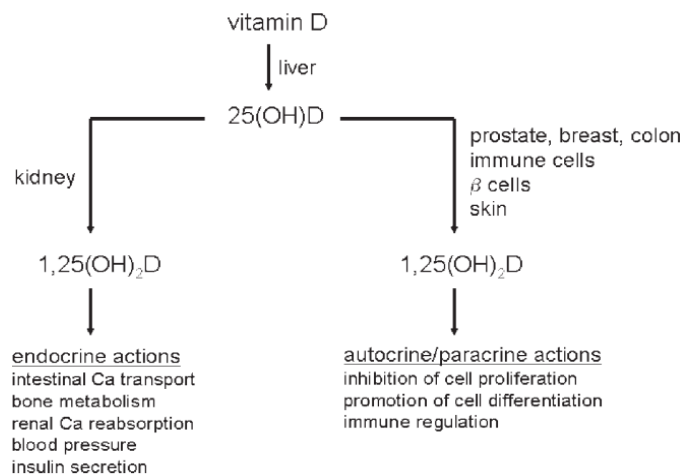 vitamin D
liver
25(OH)D
kidney
prostate, breast, colon
immune cells
β cells
skin
1,25(OH)₂D
1,25(OH)₂D
endocrine actions
intestinal Ca transport
bone metabolism
renal Ca reabsorption
blood pressure
insulin secretion
autocrine/paracrine actions
inhibition of cell proliferation
promotion of cell differentiation
immune regulation